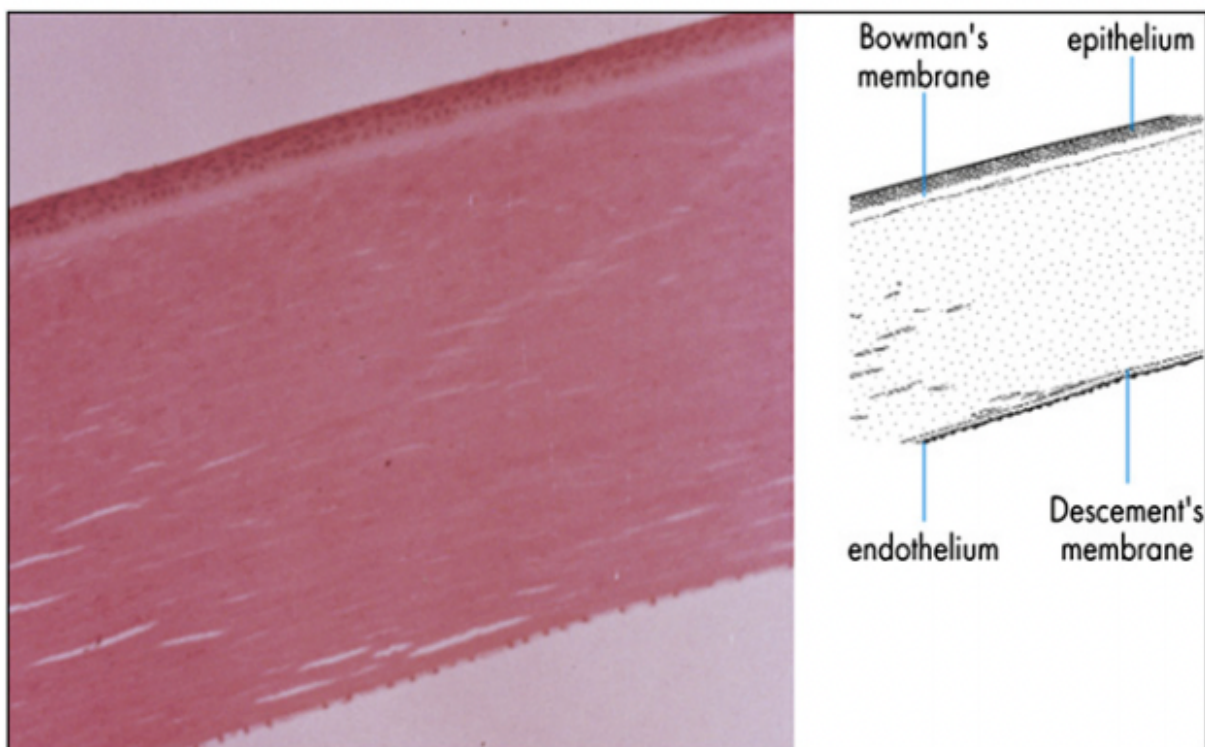 Bowman's
membrane
epithelium
endothelium
Descement's
membrane